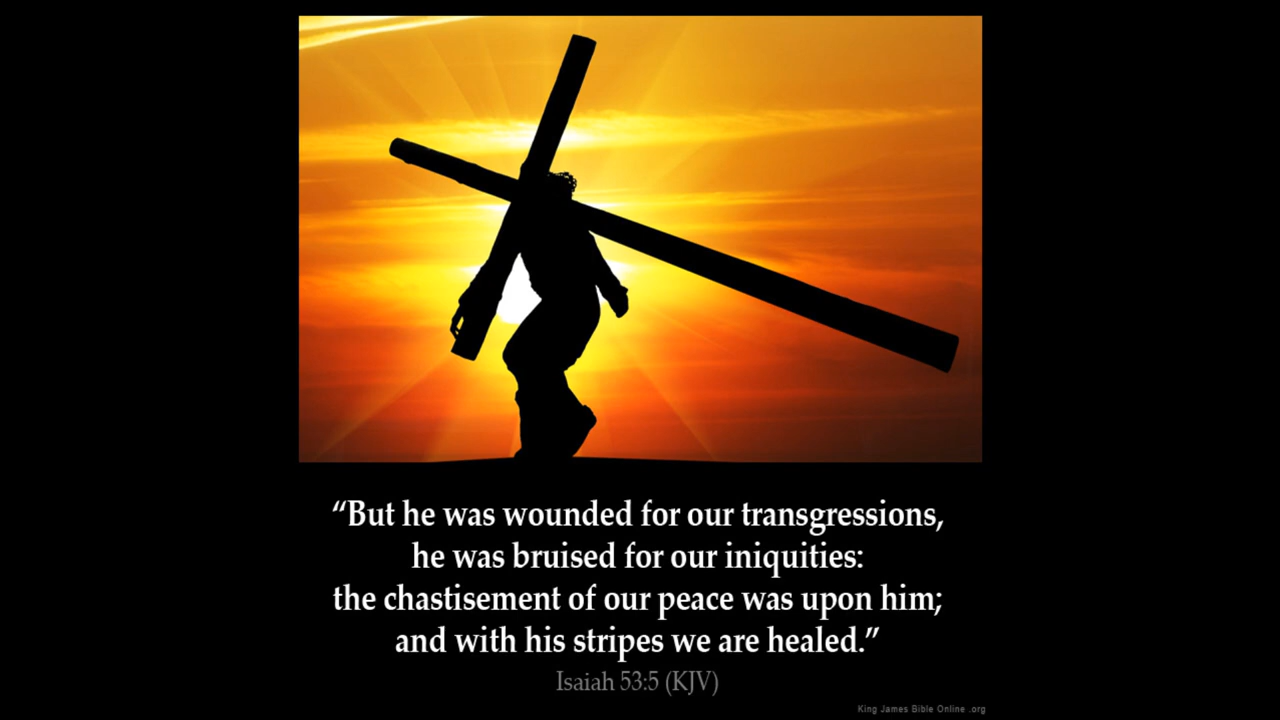 “But he was wounded for our transgressions,
he was bruised for our iniquities:
the chastisement of our peace was upon him;
and with his stripes we are healed.”
Isaiah 53:5 (KJV)
King James Bible Online .org